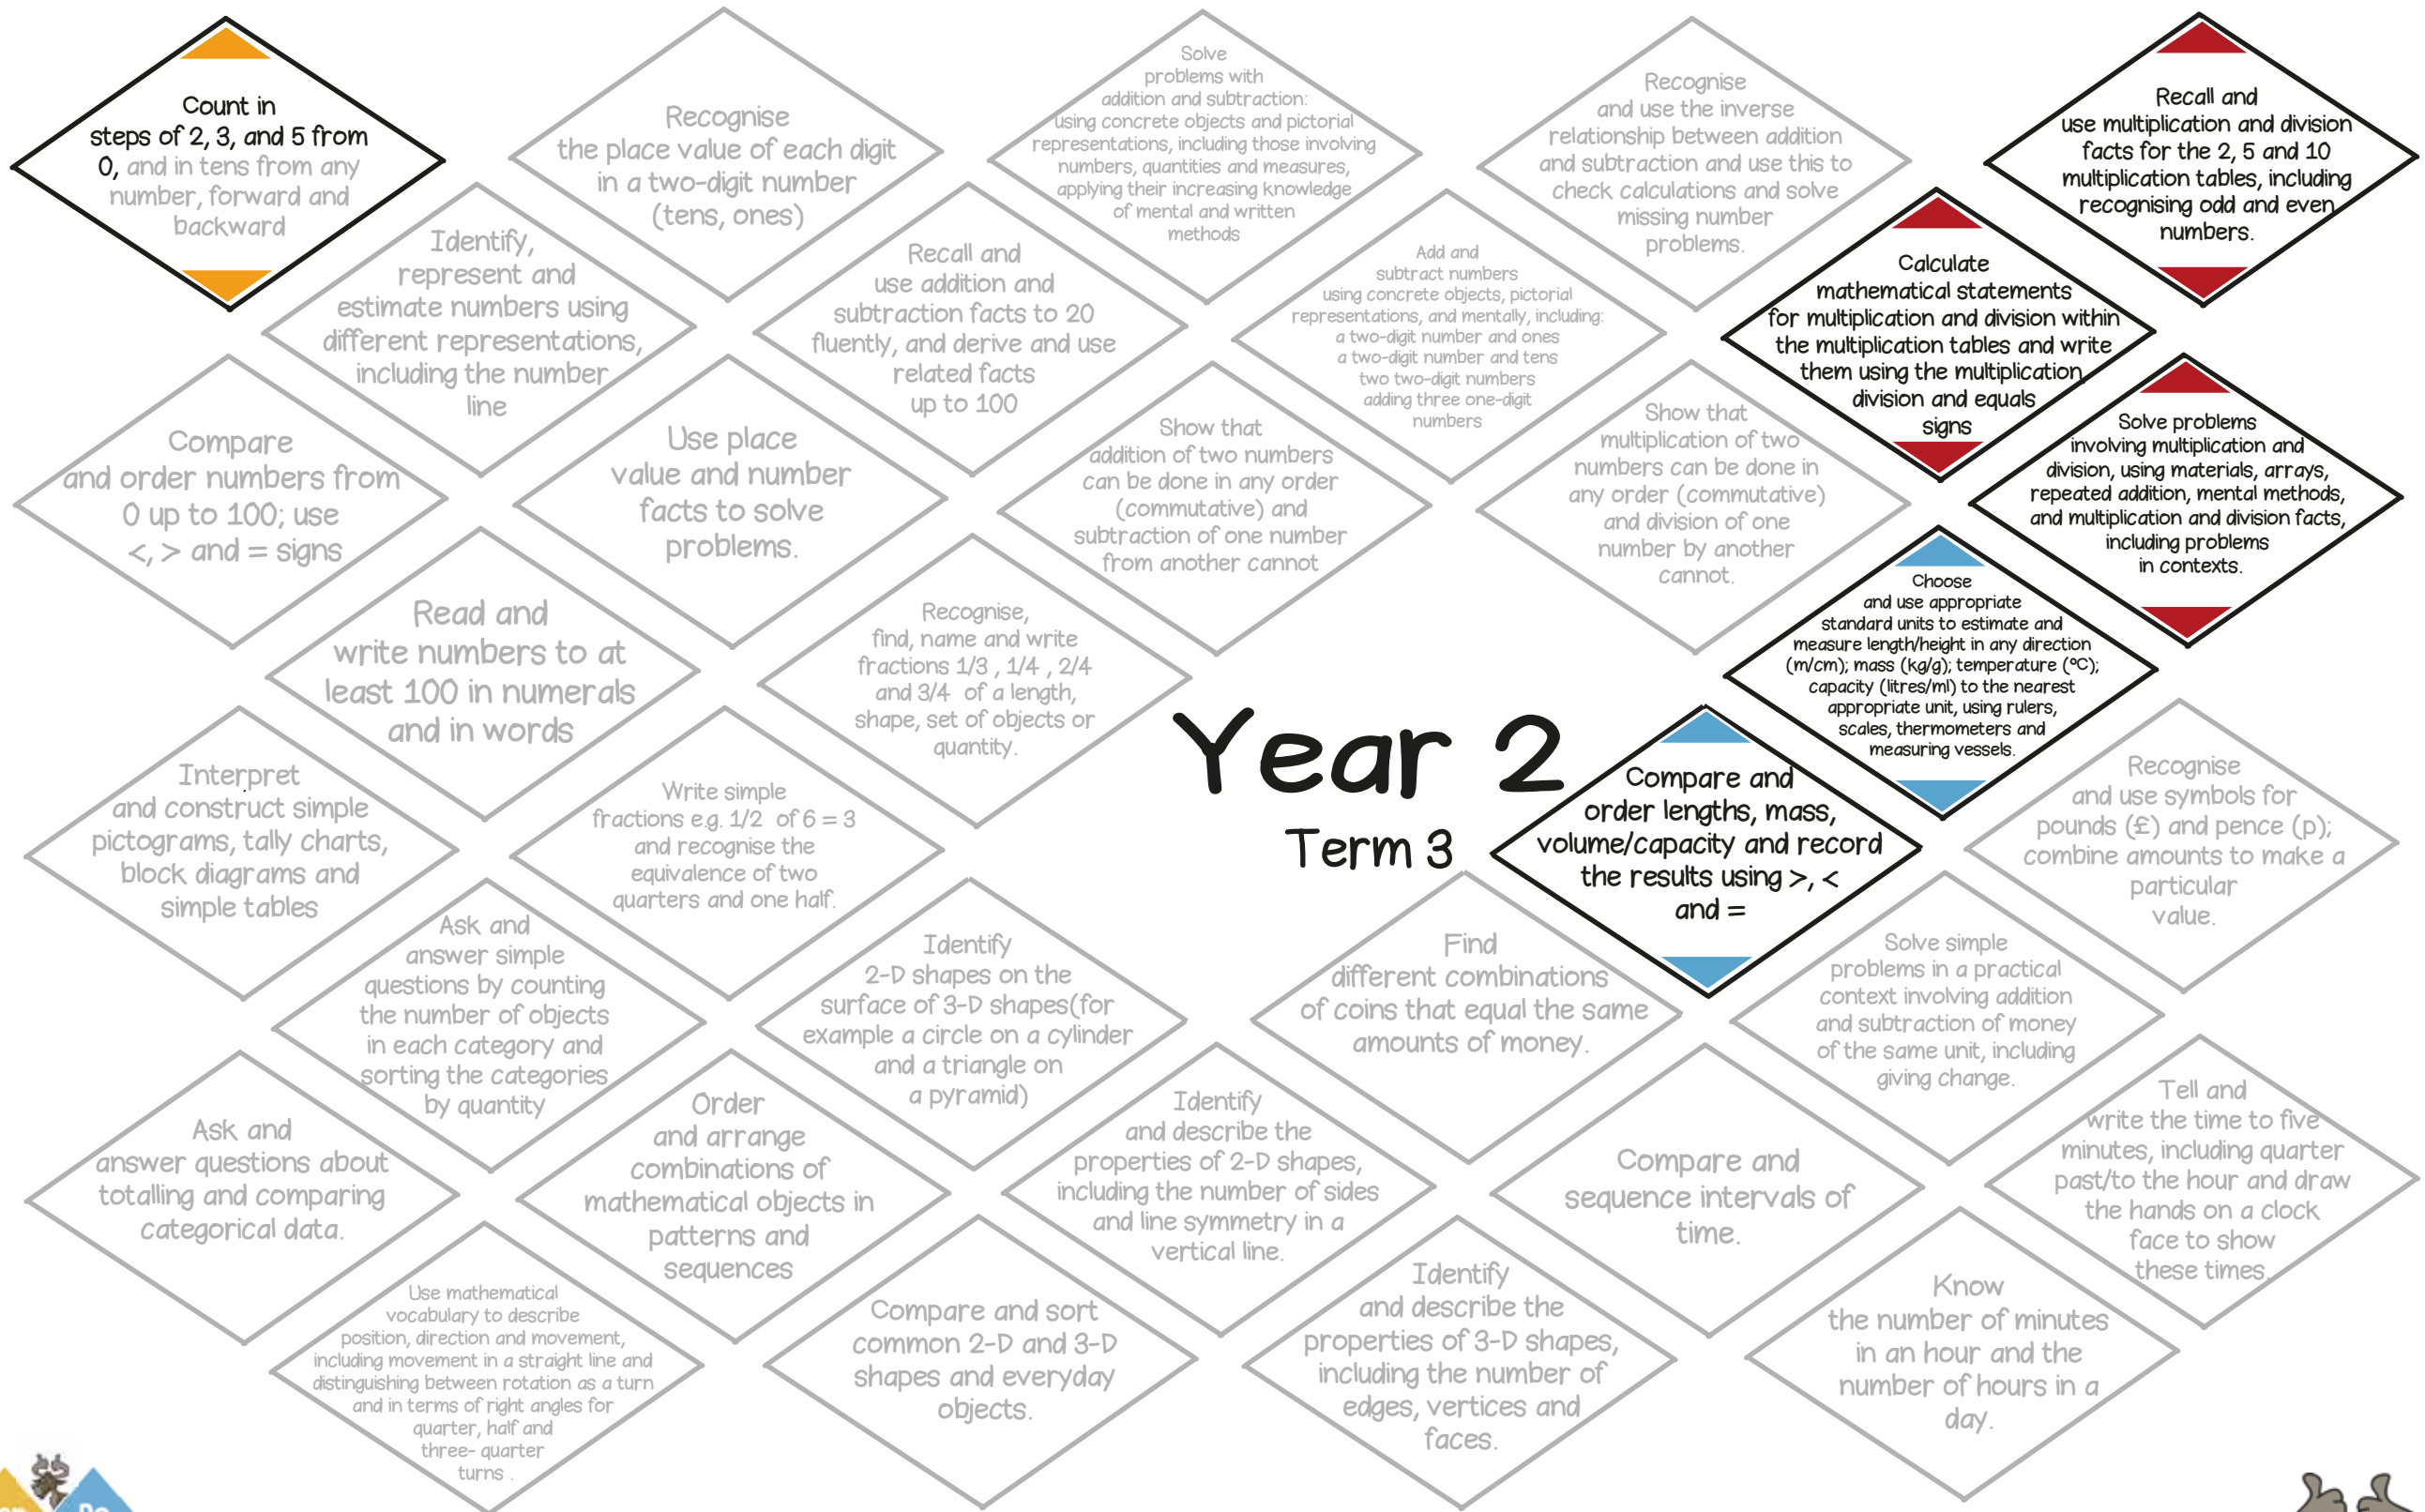 Count in
steps of 2, 3, and 5 from
0, and in tens from any
number, forward and
backward
Recognise
the place value of each digit
in a two-digit number
(tens, ones)
Solve
problems with
addition and subtraction:
using concrete objects and pictorial
representations, including those involving
numbers, quantities and measures,
applying their increasing knowledge
of mental and written
methods
Recognise
and use the inverse
relationship between addition
and subtraction and use this to
check calculations and solve
missing number
problems.
Recall and
use multiplication and division
facts for the 2, 5 and 10
multiplication tables, including
recognising odd and even
numbers.
Identify,
represent and
estimate numbers using
different representations,
including the number
line
Recall and
use addition and
subtraction facts to 20
fluently, and derive and use
related facts
up to 100
Add and
subtract numbers
using concrete objects, pictorial
representations, and mentally, including:
a two-digit number and ones
a two-digit number and tens
two two-digit numbers
adding three one-digit
numbers
Calculate
mathematical statements
for multiplication and division within
the multiplication tables and write
them using the multiplication,
division and equals
signs
Compare
and order numbers from
0 up to 100; use
<, > and = signs
Use place
value and number
facts to solve
problems.
Show that
addition of two numbers
can be done in any order
(commutative) and
subtraction of one number
from another cannot
Show that
multiplication of two
numbers can be done in
any order (commutative)
and division of one
number by another
cannot.
Solve problems
involving multiplication and
division, using materials, arrays,
repeated addition, mental methods,
and multiplication and division facts,
including problems
in contexts.
Read and
write numbers to at
least 100 in numerals
and in words
Recognise,
find, name and write
fractions 1/3 , 1/4 , 2/4
and 3/4 of a length,
shape, set of objects or
quantity.
Choose
and use appropriate
standard units to estimate and
measure length/height in any direction
(m/cm); mass (kg/g); temperature (°C);
capacity (litres/ml) to the nearest
appropriate unit, using rulers,
scales, thermometers and
measuring vessels.
Year 2
Term 3
Interpret
and construct simple
pictograms, tally charts,
block diagrams and
simple tables
Write simple
fractions e.g. 1/2 of 6 = 3
and recognise the
equivalence of two
quarters and one half.
Compare and
order lengths, mass,
volume/capacity and record
the results using >, <
and =
Recognise
and use symbols for
pounds (£) and pence (p);
combine amounts to make a
particular
value.
Ask and
answer simple
questions by counting
the number of objects
in each category and
sorting the categories
by quantity
Identify
2-D shapes on the
surface of 3-D shapes(for
example a circle on a cylinder
and a triangle on
a pyramid)
Find
different combinations
of coins that equal the same
amounts of money.
Solve simple
problems in a practical
context involving addition
and subtraction of money
of the same unit, including
giving change.
Ask and
answer questions about
totalling and comparing
categorical data.
Order
and arrange
combinations of
mathematical objects in
patterns and
sequences
Identify
and describe the
properties of 2-D shapes,
including the number of sides
and line symmetry in a
vertical line.
Compare and
sequence intervals of
time.
Tell and
write the time to five
minutes, including quarter
past/to the hour and draw
the hands on a clock
face to show
these times.
Use mathematical
vocabulary to describe
position, direction and movement,
including movement in a straight line and
distinguishing between rotation as a turn
and in terms of right angles for
quarter, half and
three- quarter
turns .
Compare and sort
common 2-D and 3-D
shapes and everyday
objects.
Identify
and describe the
properties of 3-D shapes,
including the number of
edges, vertices and
faces.
Know
the number of minutes
in an hour and the
number of hours in a
day.